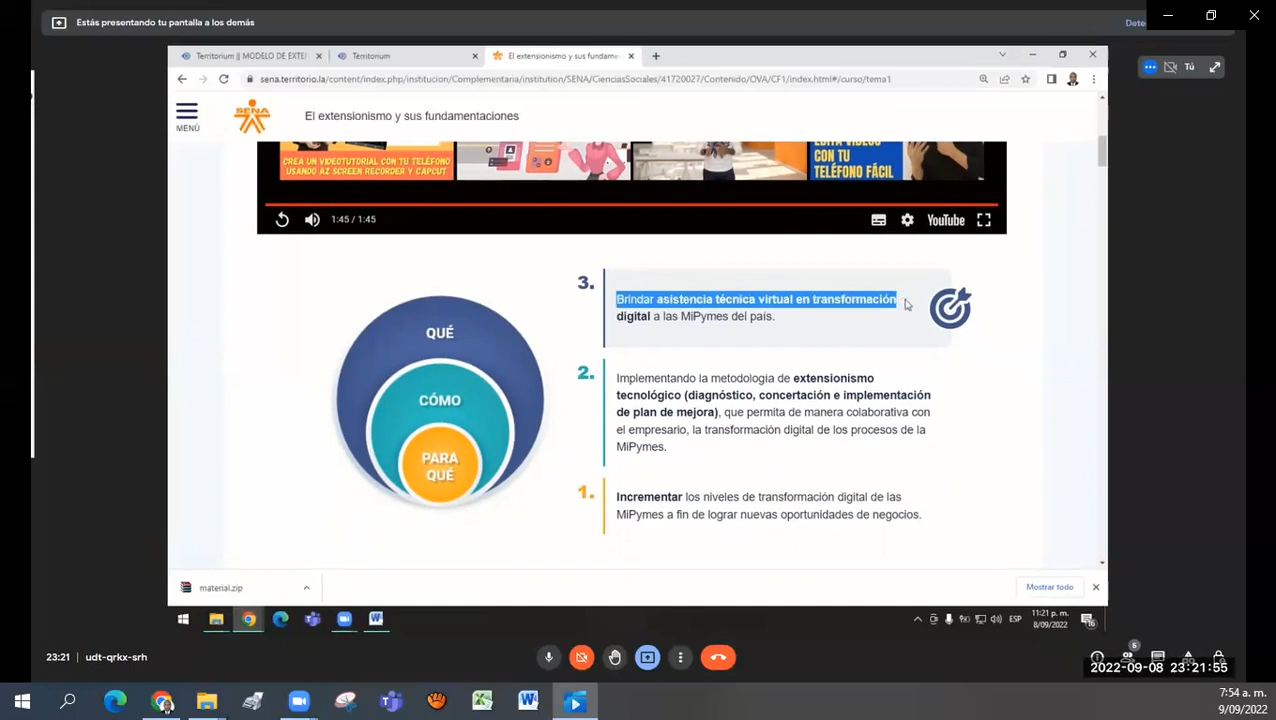 Estás presentando tu pantalla a los demás
Dete
Territorium || MODELO DE EXTE
Territorium
El extensionismo y sus fundamen
sena.territorio.la/content/index.php/institucion/Complementaria/institution/SENA/CienciasSociales/41720027/Contenido/OVA/CF1/index.html#/curso/tema1
Tú
MENÚ
SENA
El extensionismo y sus fundamentaciones
CREA UN VIDEOTUTORIAL CON TU TELÉFONO
USANDO AZ SCREEN RECORDER Y CAPCUT
EDITA VIDEOS
CON TU
TELÉFONO FÁCIL
1:45 / 1:45
YouTube
QUÉ
CÓMO
PARA
QUÉ
3.
Brindar asistencia técnica virtual en transformación
digital a las MiPymes del país.
2.
Implementando la metodología de extensionismo
tecnológico (diagnóstico, concertación e implementación
de plan de mejora), que permita de manera colaborativa con
el empresario, la transformación digital de los procesos de la
MiPymes.
1.
Incrementar los niveles de transformación digital de las
MiPymes a fin de lograr nuevas oportunidades de negocios.
material.zip
Mostrar todo
ESP
11:21 p. m.
8/09/2022
23:21
udt-qrkx-srh
2022-09-08 23:21:55
7:54 a. m.
9/09/2022